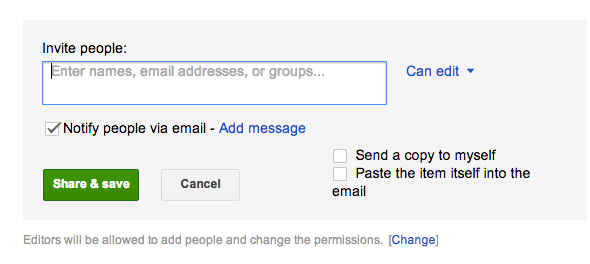 Invite people:
Enter names, email addresses, or groups...
Can edit
Notify people via email - Add message
Send a copy to myself
Paste the item itself into the
email
Share & save
Cancel
Editors will be allowed to add people and change the permissions. [Change]